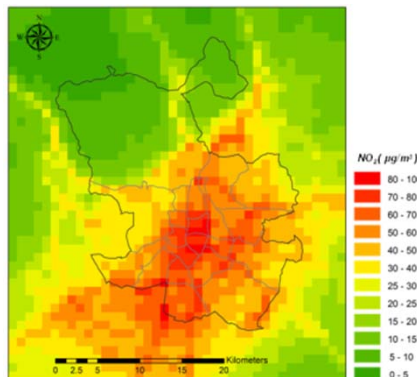 N
W E
S
NO₂( µg/m³)
80 - 10
70 - 80
60 - 70
50 - 60
40 - 50
30 - 40
25 - 30
20 - 25
15 - 20
10 - 15
5 - 10
0 - 5
Kilometers
0 2.5 5 10 15 20